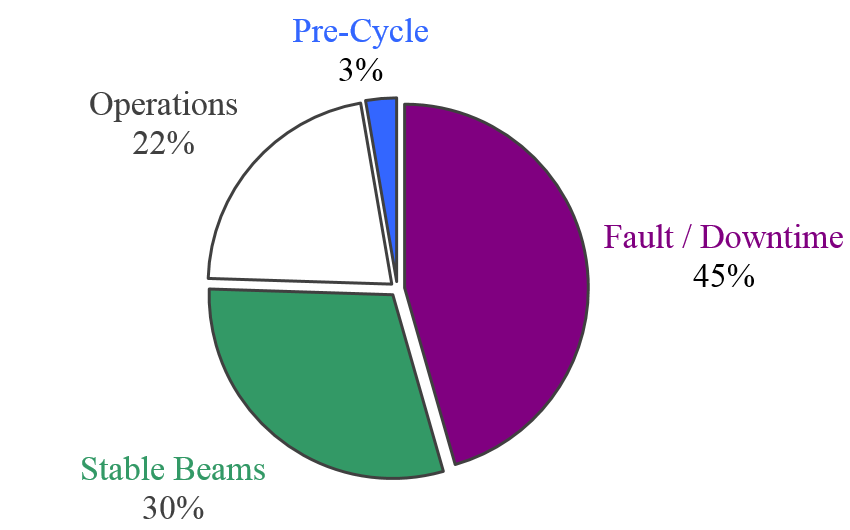 Pre-Cycle
3%
Operations
22%
Fault / Downtime
45%
Stable Beams
30%